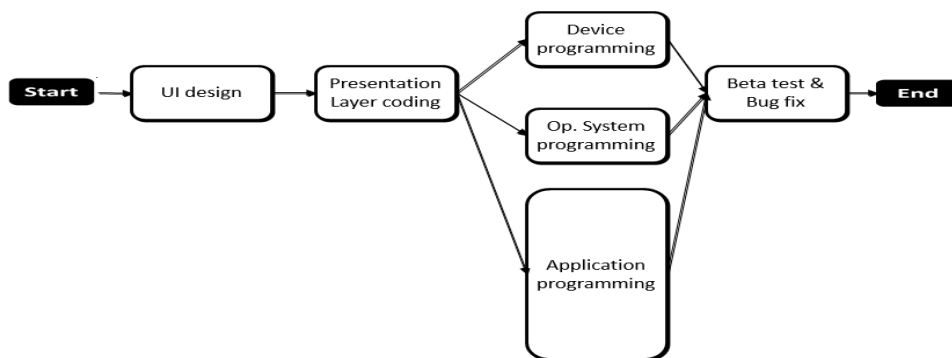 Start
UI design
Presentation
Layer coding
Device
programming
Op. System
programming
Application
programming
Beta test &
Bug fix
End